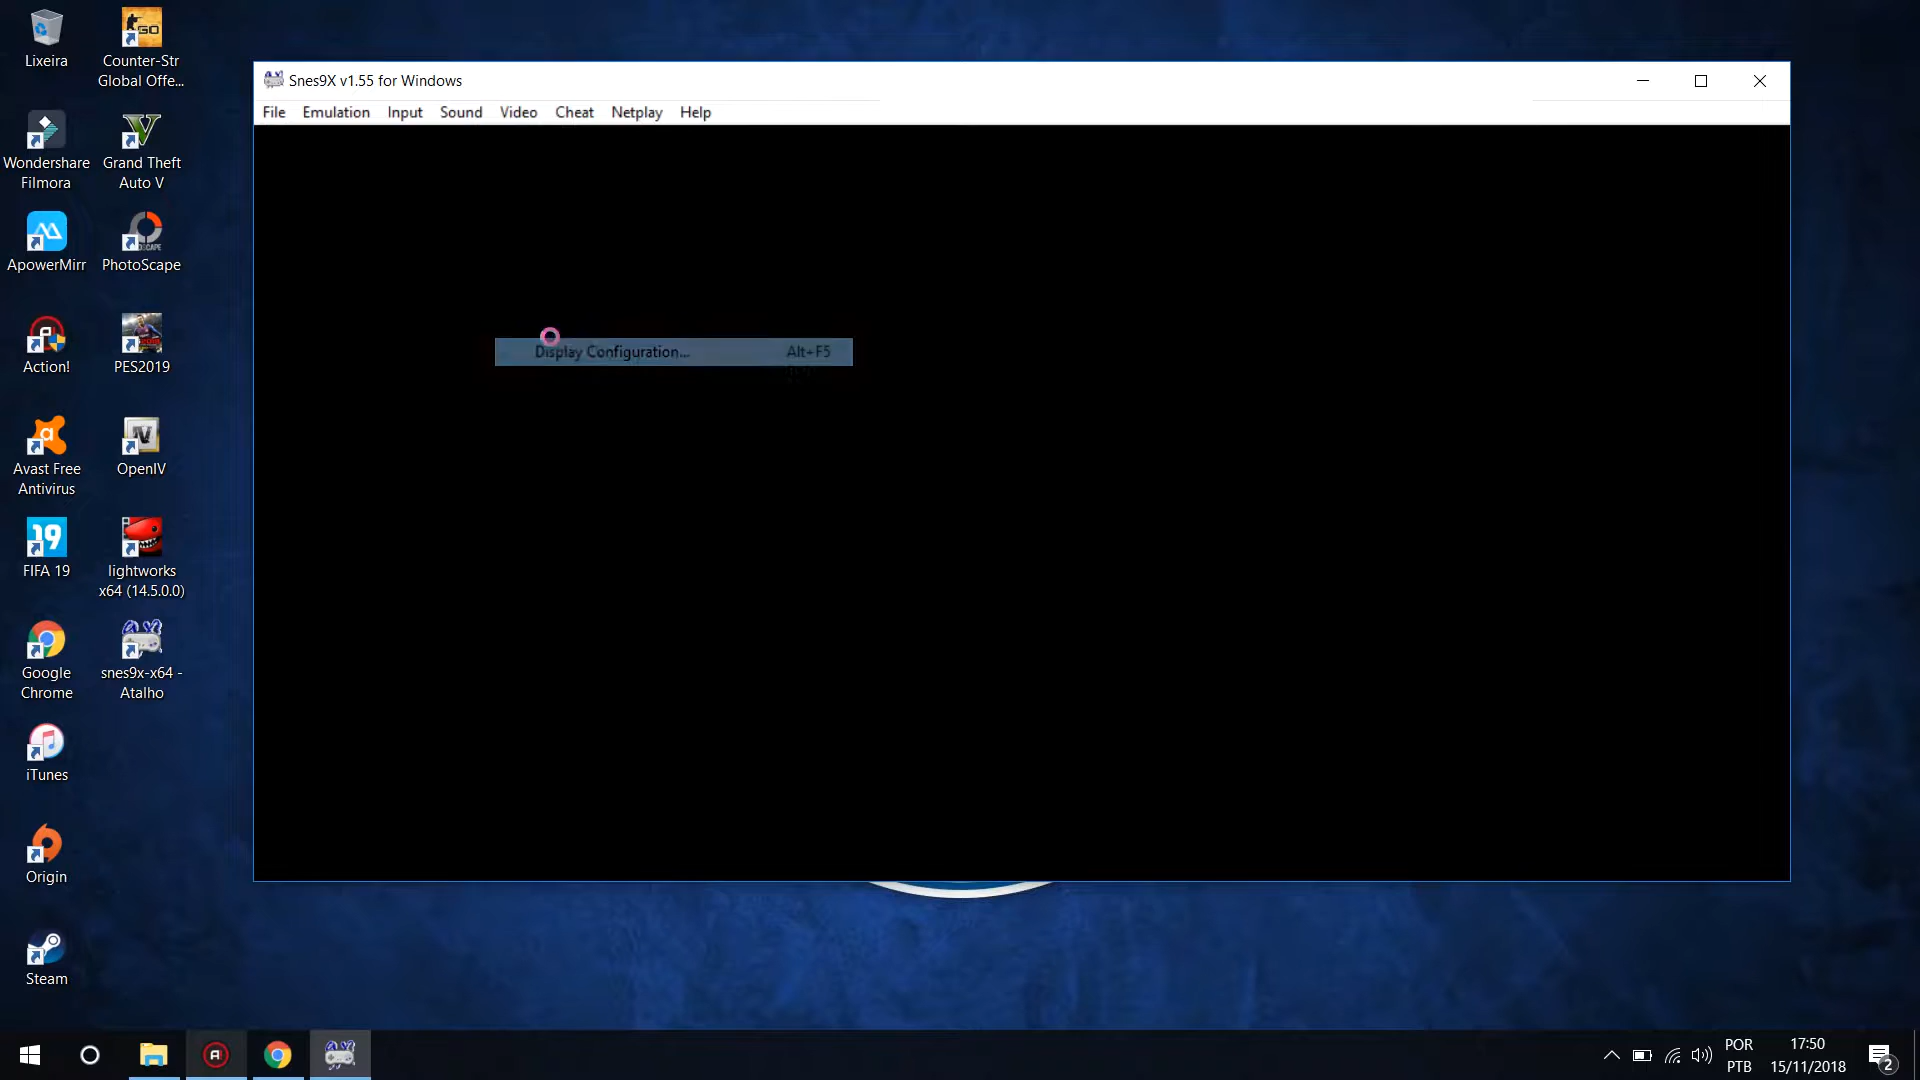 Lixeira
Counter-Str
Global Offe...
Wondershare
Filmora
Grand Theft
Auto V
ApowerMirr
PhotoScape
Action!
PES2019
Avast Free
Antivirus
OpenIV
FIFA 19
lightworks
x64 (14.5.0.0)
Google
Chrome
snes9x-x64 -
Atalho
iTunes
Origin
Steam
Snes9X v1.55 for Windows
File Emulation Input Sound Video Cheat Netplay Help
Display Configuration... Alt+F5
POR
PTB
17:50
15/11/2018
2